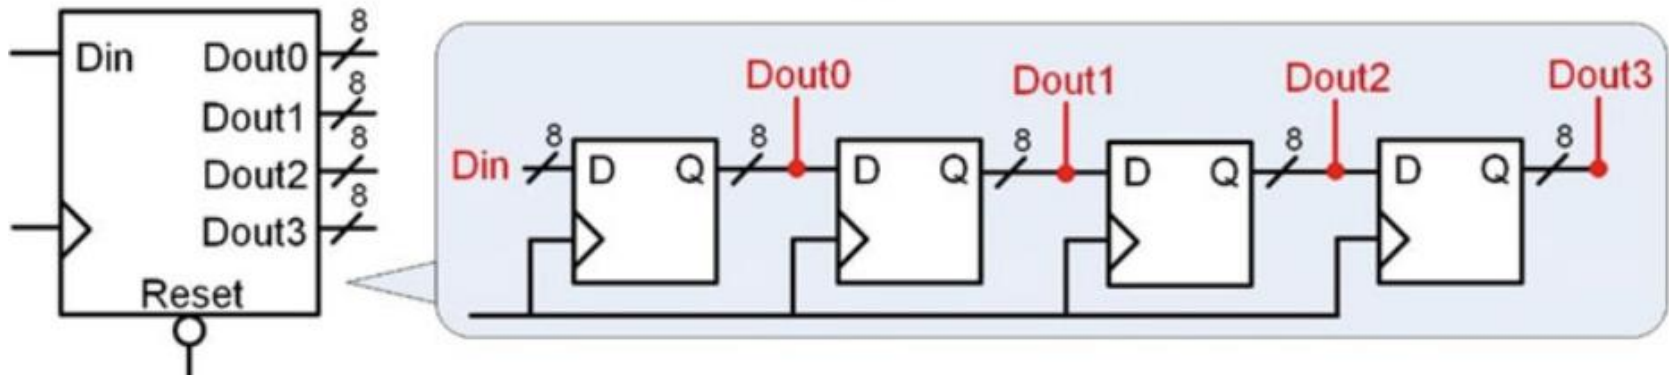 Din Dout0 8
Dout1 8
Dout2 8
Dout3 8
Reset
Dout0 Dout1 Dout2 Dout3
Din 8 D Q 8 D Q 8 D Q 8 D Q 8